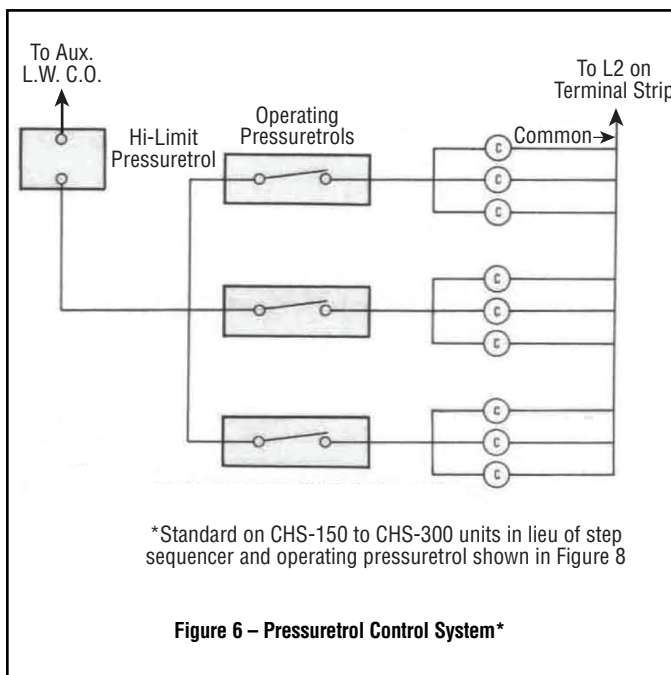 To Aux.
L.W. C.O.
Hi-Limit
Pressuretrol
Operating
Pressuretrols
To L2 on
Terminal Strip
Common
C
C
C
C
C
C
C
C
C
*Standard on CHS-150 to CHS-300 units in lieu of step
sequencer and operating pressuretrol shown in Figure 8
Figure 6 – Pressuretrol Control System*